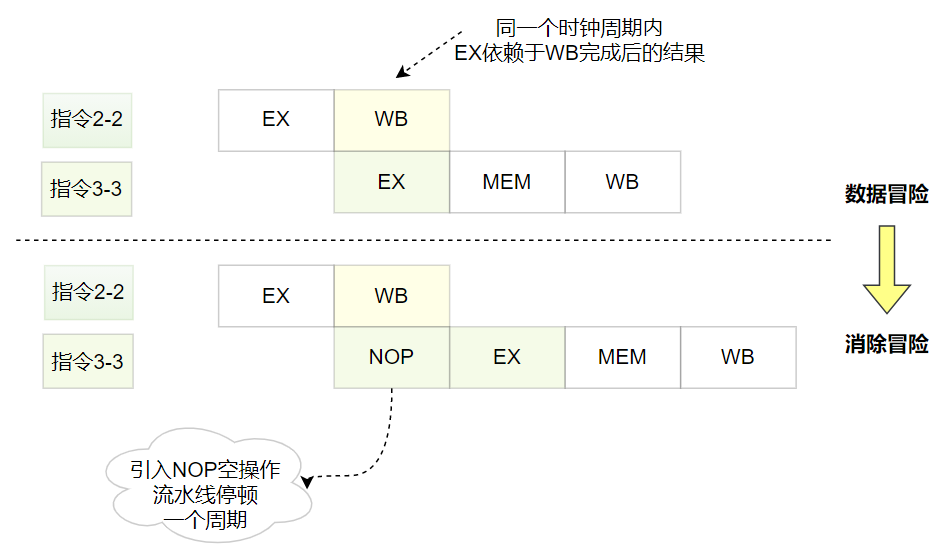 同一个时钟周期内
EX依赖于WB完成后的结果
指令2-2
EX
WB
指令3-3
EX
MEM
WB
数据冒险
指令2-2
EX
WB
指令3-3
NOP
EX
MEM
WB
消除冒险
引入NOP空操作
流水线停顿
一个周期